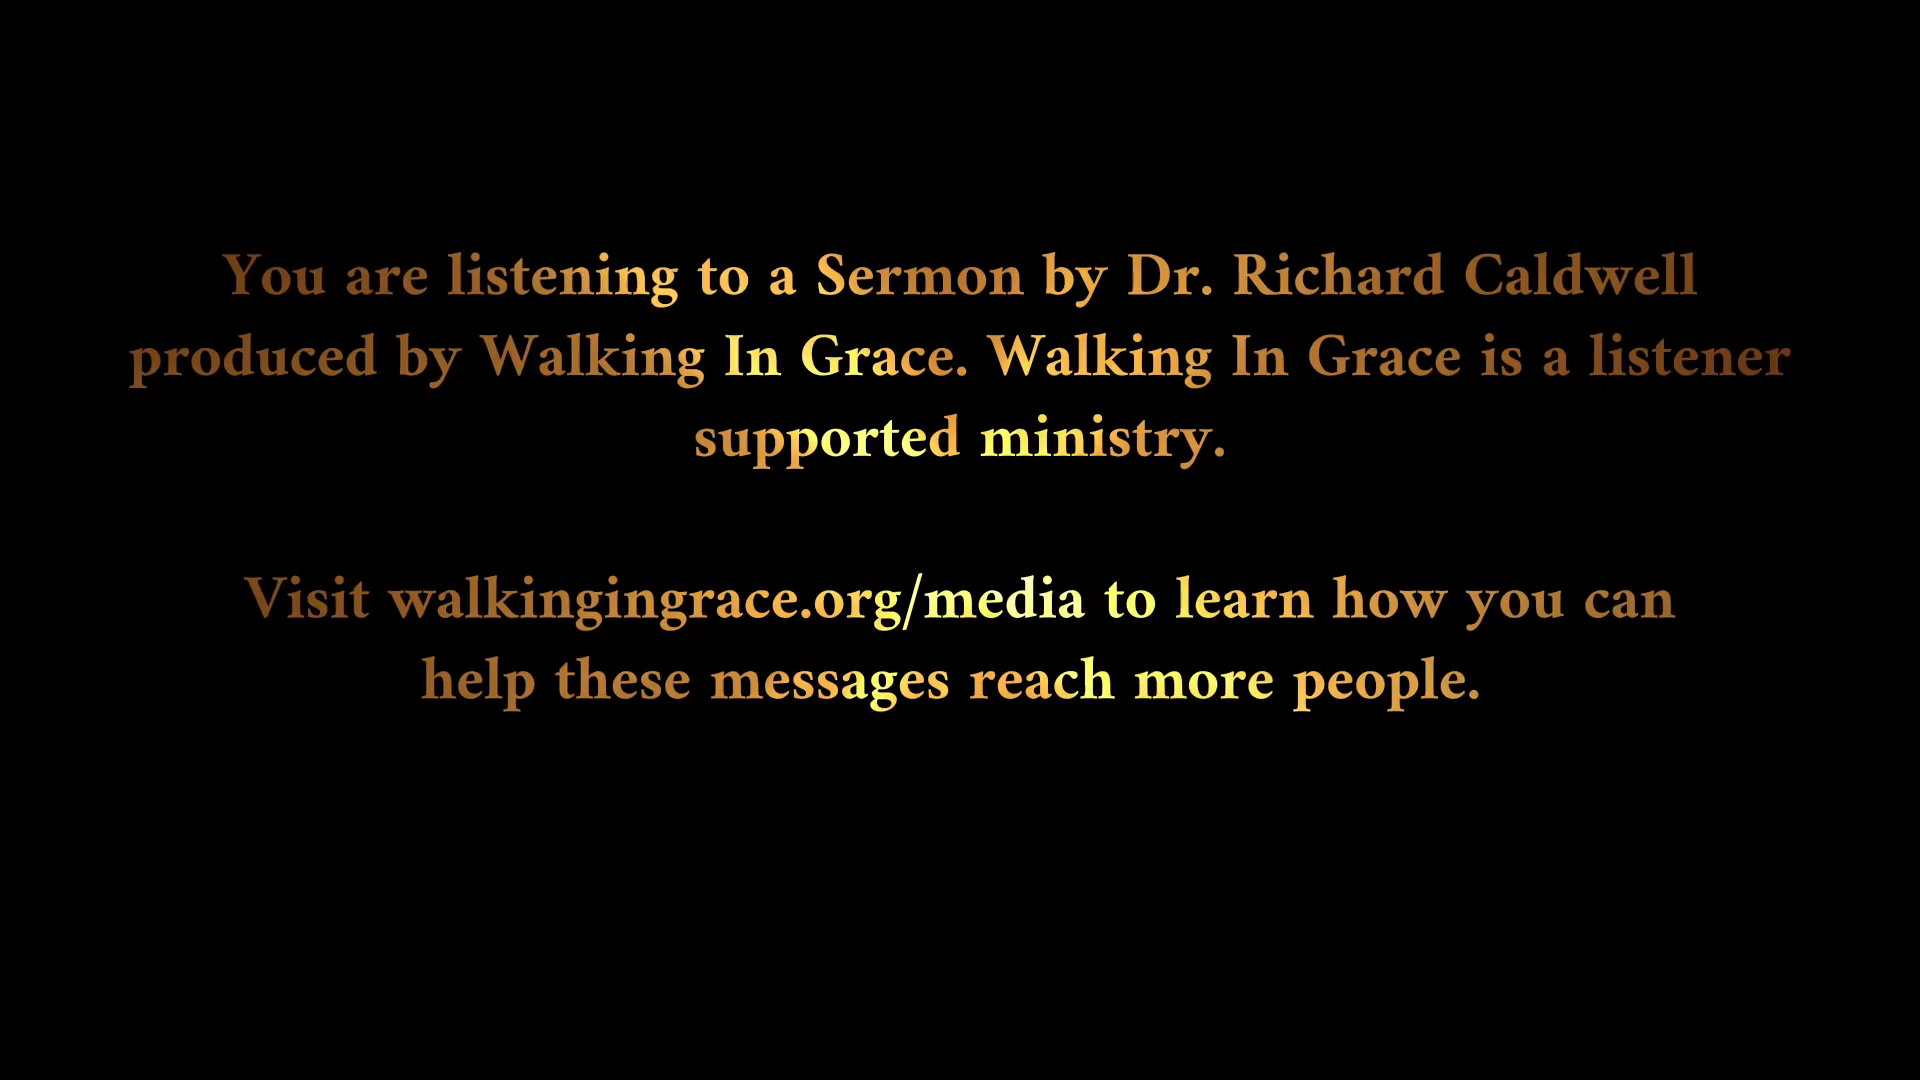 You are listening to a Sermon by Dr. Richard Caldwell
produced by Walking In Grace. Walking In Grace is a listener
supported ministry.
Visit walkingingrace.org/media to learn how you can
help these messages reach more people.